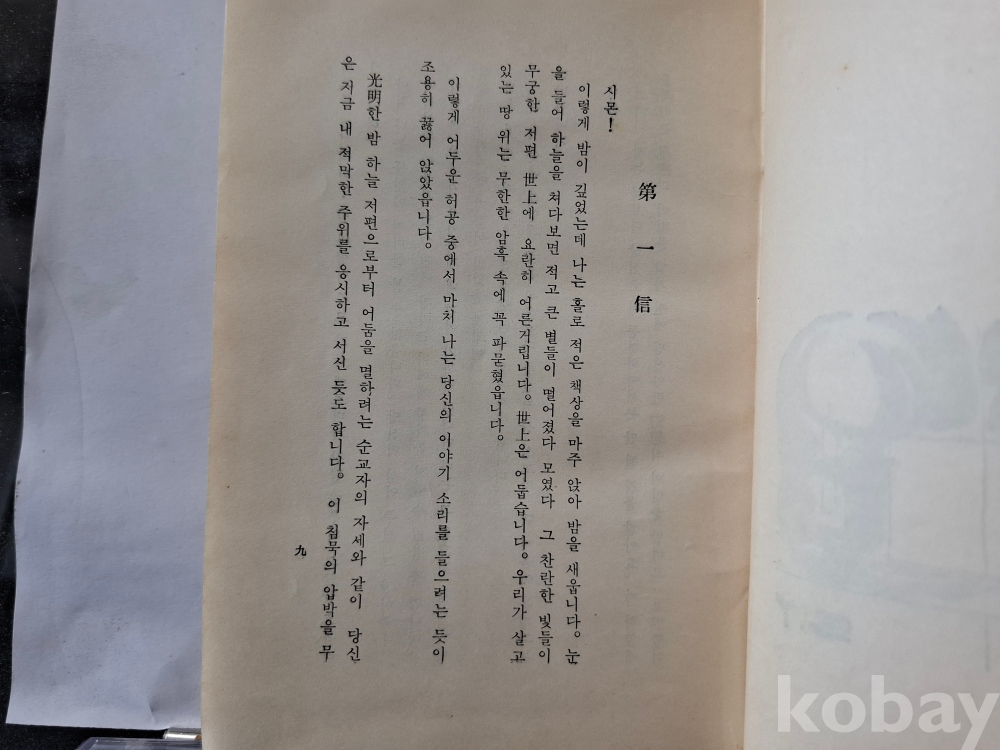 第一信
시몬!
이렇게 밤이 깊었는데 나는 홀로 적은 책상을 마주 앉아 밤을 새웁니다. 눈
을 들어 하늘을 쳐다보면 적고 큰 별들이 떨어졌다 모였다 그 찬란한 빛들이
무궁한 저편 世上에 요란히 어른거립니다. 世上은 어둡습니다. 우리가 살고
있는 땅 위는 무한한 암흑 속에 꼭 파묻혔읍니다.
이렇게 어두운 허공 중에서 마치 나는 당신의 이야기 소리를 들으려는 듯이
조용히 꿇어 앉았읍니다.
光明한 밤 하늘 저편으로부터 어둠을 멸하려는 순교자의 자세와 같이 당신
은 지금 내 적막한 주위를 응시하고 서신 듯도 합니다. 이 침묵의 압박을 무
九
kobay